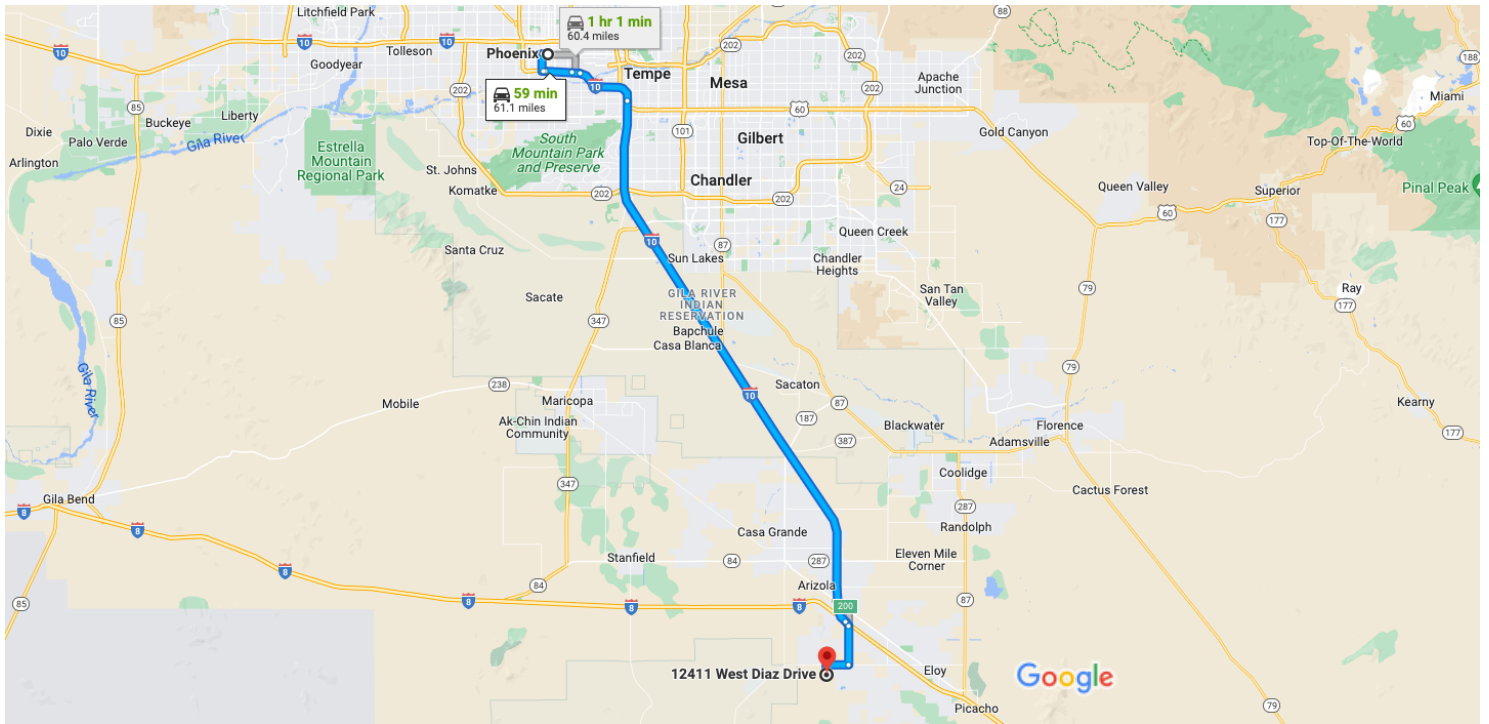 Litchfield Park
1 hr 1 min
60.4 miles
88
202
10
10
10
Tolleson
Phoenix
202
188
Goodyear
Tempe
Mesa
Apache
Junction
59 min
61.1 miles
202
10
202
Miami
85
Liberty
60
Buckeye
60
Dixie
Gila River
101
Gold Canyon
Palo Verde
South
Mountain Park
and Preserve
Gilbert
Top-Of-The-World
Estrella
Mountain
Regional Park
Arlington
St. Johns
Chandler
Komatke
202
202
24
Queen Valley
Superior
Pinal Peak
60
177
Santa Cruz
10
87
Queen Creek
Sun Lakes
Chandler
Heights
79
Sacate
GILA RIVER
INDIAN
RESERVATION
San Tan
Valley
Ray
177
85
347
Bapchule
Casa Blanca
79
Gila River
238
Sacaton
10
Mobile
Maricopa
87
Kearny
187
Ak-Chin Indian
Community
Blackwater
Florence
387
Adamsville
177
Coolidge
347
Cactus Forest
Gila Bend
8
287
8
Randolph
Casa Grande
Stanfield
84
287
Eleven Mile
Corner
8
84
Arizola
85
8
8
8
200
87
12411 West Diaz Drive
Eloy
Google
Picacho
79